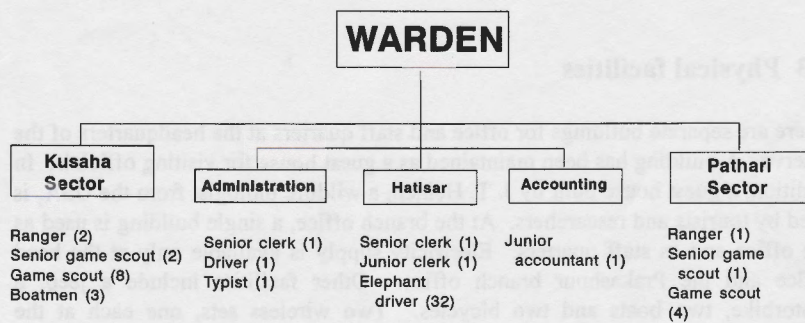 WARDEN
Kusaha
Sector
Ranger (2)
Senior game scout (2)
Game scout (8)
Boatmen (3)
Administration
Senior clerk (1)
Driver (1)
Typist (1)
Hatisar
Senior clerk (1)
Junior clerk (1)
Elephant
driver (32)
Accounting
Junior
accountant (1)
Pathari
Sector
Ranger (1)
Senior game
scout (1)
Game scout
(4)